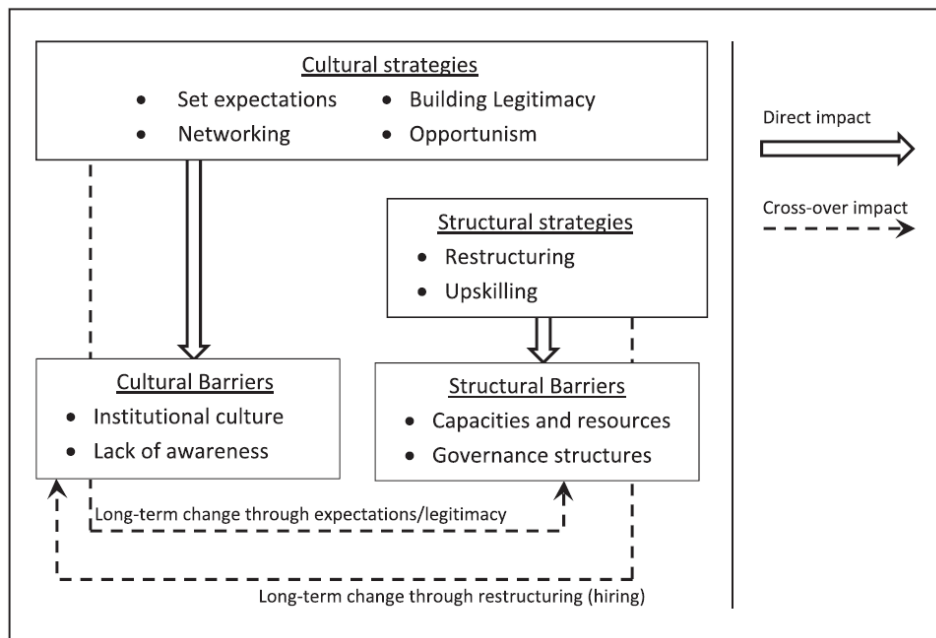 Cultural strategies
• Set expectations
• Building Legitimacy
• Networking
• Opportunism
Direct impact
Cross-over impact
Structural strategies
• Restructuring
• Upskilling
Cultural Barriers
• Institutional culture
• Lack of awareness
Structural Barriers
• Capacities and resources
• Governance structures
Long-term change through expectations/legitimacy
Long-term change through restructuring (hiring)